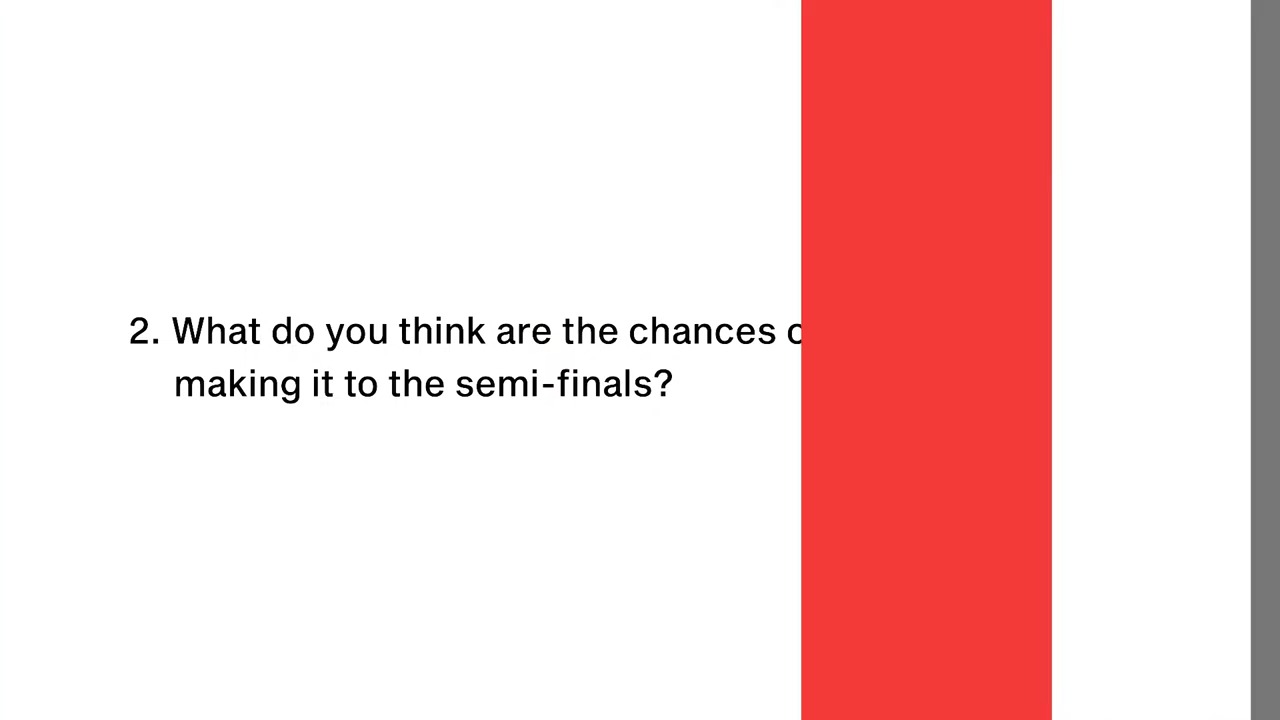 2. What do you think are the chances
making it to the semi-finals?